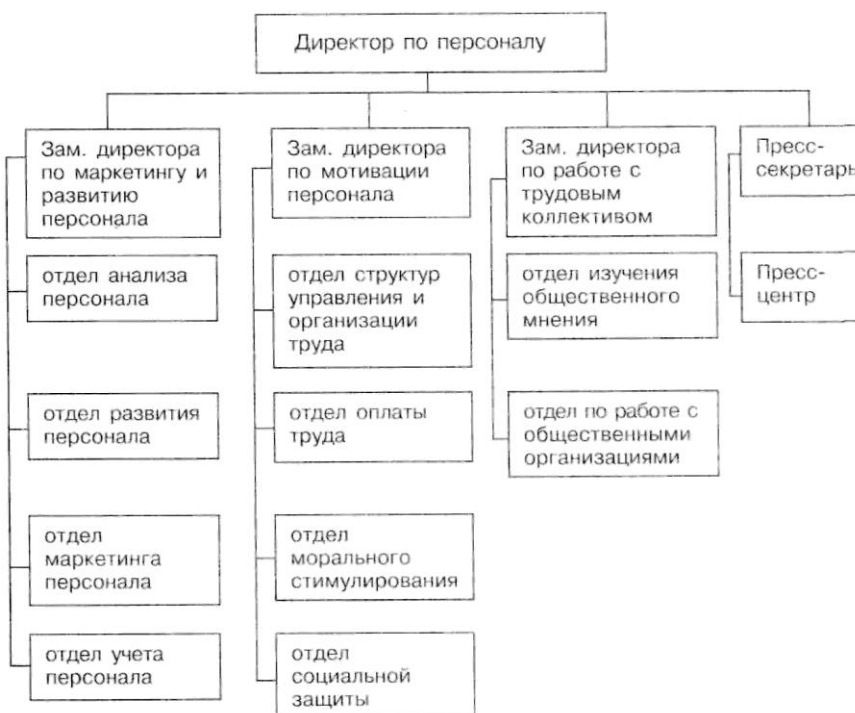 Директор по персоналу
Зам. директора
по маркетингу и
развитию
персонала
отдел анализа
персонала
отдел развития
персонала
отдел
маркетинга
персонала
отдел учета
персонала
Зам. директора
по мотивации
персонала
отдел структур
управления и
организации
труда
отдел оплаты
труда
отдел
морального
стимулирования
отдел
социальной
защиты
Зам. директора
по работе с
трудовым
коллективом
отдел изучения
общественного
мнения
отдел по работе с
общественными
организациями
Пресс-
секретарь
Пресс-
центр